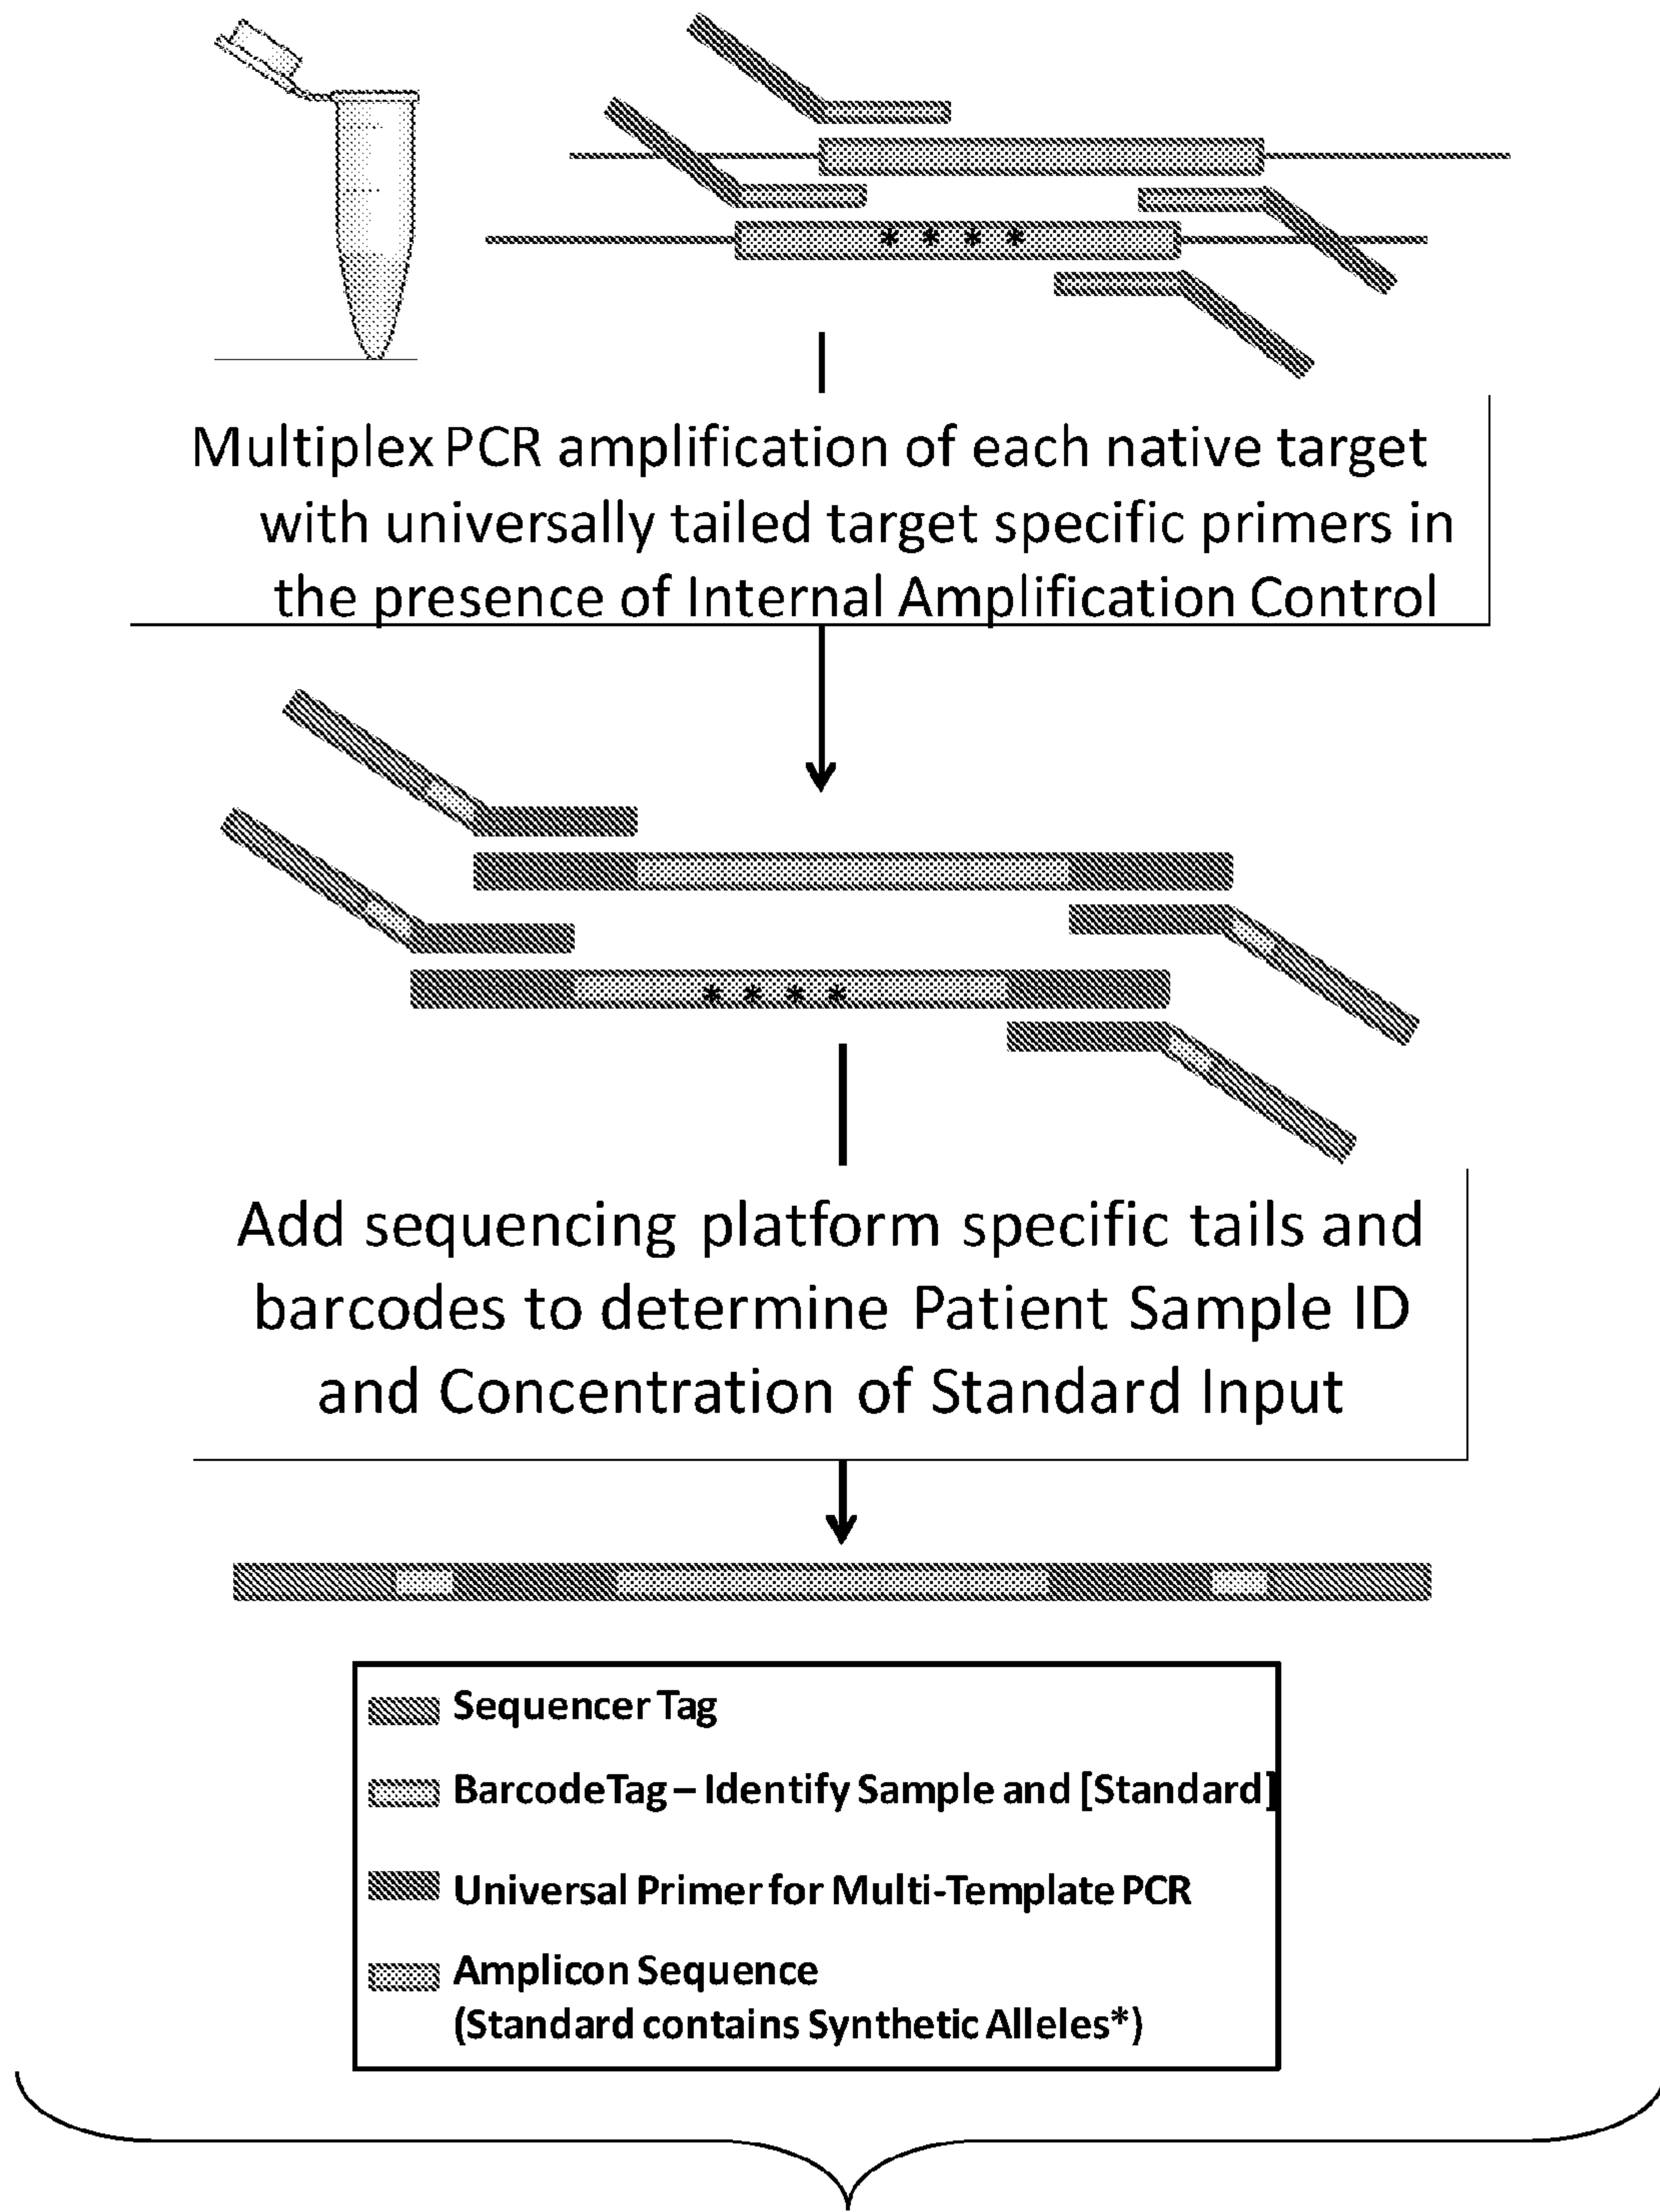 * * * *
Multiplex PCR amplification of each native target
with universally tailed target specific primers in
the presence of Internal Amplification Control
* * * *
Add sequencing platform specific tails and
barcodes to determine Patient Sample ID
and Concentration of Standard Input
Sequencer Tag
BarcodeTag – Identify Sample and [Standard]
Universal Primer for Multi-Template PCR
Amplicon Sequence
(Standard contains Synthetic Alleles*)